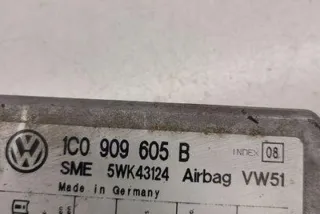 1C0 909 605 B INDEX 08
SME 5WK43124 Airbag VW51
Made in Germany